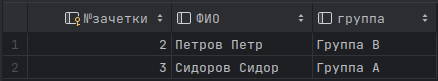 №зачетки ФИО группа
1 2 Петров Петр Группа B
2 3 Сидоров Сидор Группа A